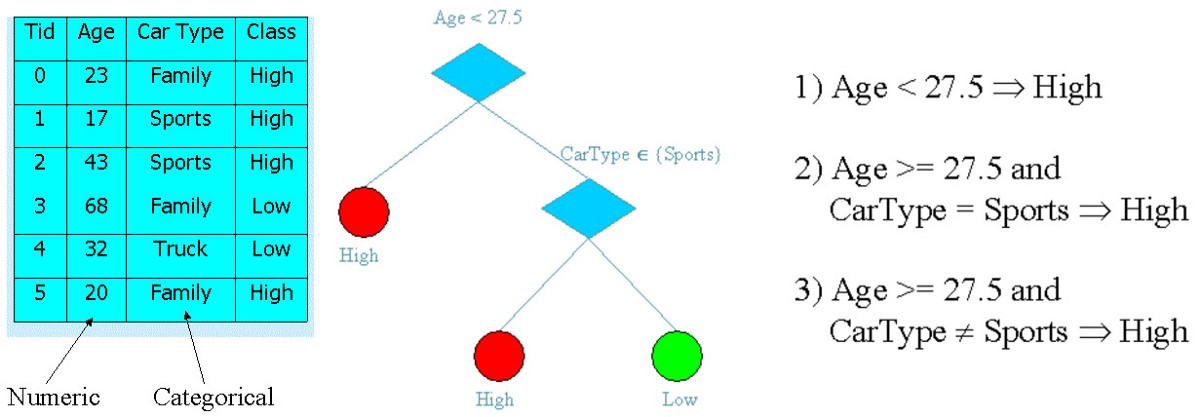 Tid Age Car Type Class
0 23 Family High
1 17 Sports High
2 43 Sports High
3 68 Family Low
4 32 Truck Low
5 20 Family High
Numeric Categorical
Age < 27.5
CarType ∈ {Sports}
High
High Low
1) Age < 27.5 ⇒ High
2) Age >= 27.5 and
CarType = Sports ⇒ High
3) Age >= 27.5 and
CarType ≠ Sports ⇒ High